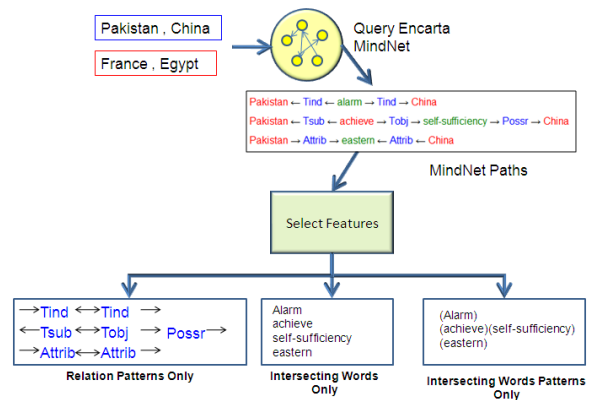 Pakistan , China
France , Egypt
Query Encarta
MindNet
Pakistan ← Tind ← alarm → Tind → China
Pakistan ← Tsub ← achieve → Tobj → self-sufficiency → Possr → China
Pakistan → Attrib → eastern ← Attrib ← China
MindNet Paths
Select Features
→Tind ↔Tind →
←Tsub ↔Tobj → Possr→
→Attrib↔Attrib →
Relation Patterns Only
Alarm
achieve
self-sufficiency
eastern
Intersecting Words
Only
(Alarm)
(achieve)(self-sufficiency)
(eastern)
Intersecting Words Patterns
Only